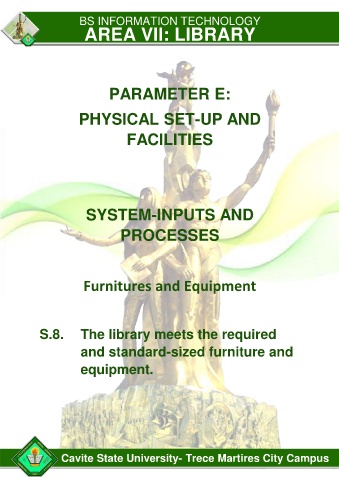 BS INFORMATION TECHNOLOGY
AREA VII: LIBRARY
PARAMETER E:
PHYSICAL SET-UP AND
FACILITIES
SYSTEM-INPUTS AND
PROCESSES
Furnitures and Equipment
S.8. The library meets the required
and standard-sized furniture and
equipment.
Cavite State University- Trece Martires City Campus